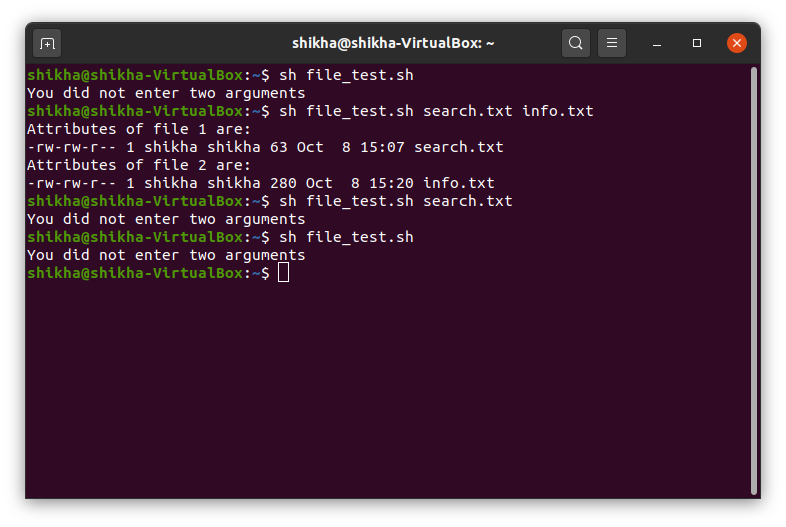 shikha@shikha-VirtualBox: ~
shikha@shikha-VirtualBox:~$ sh file_test.sh
You did not enter two arguments
shikha@shikha-VirtualBox:~$ sh file_test.sh search.txt info.txt
Attributes of file 1 are:
-rw-rw-r-- 1 shikha shikha 63 Oct  8 15:07 search.txt
Attributes of file 2 are:
-rw-rw-r-- 1 shikha shikha 280 Oct  8 15:20 info.txt
shikha@shikha-VirtualBox:~$ sh file_test.sh search.txt
You did not enter two arguments
shikha@shikha-VirtualBox:~$ sh file_test.sh
You did not enter two arguments
shikha@shikha-VirtualBox:~$